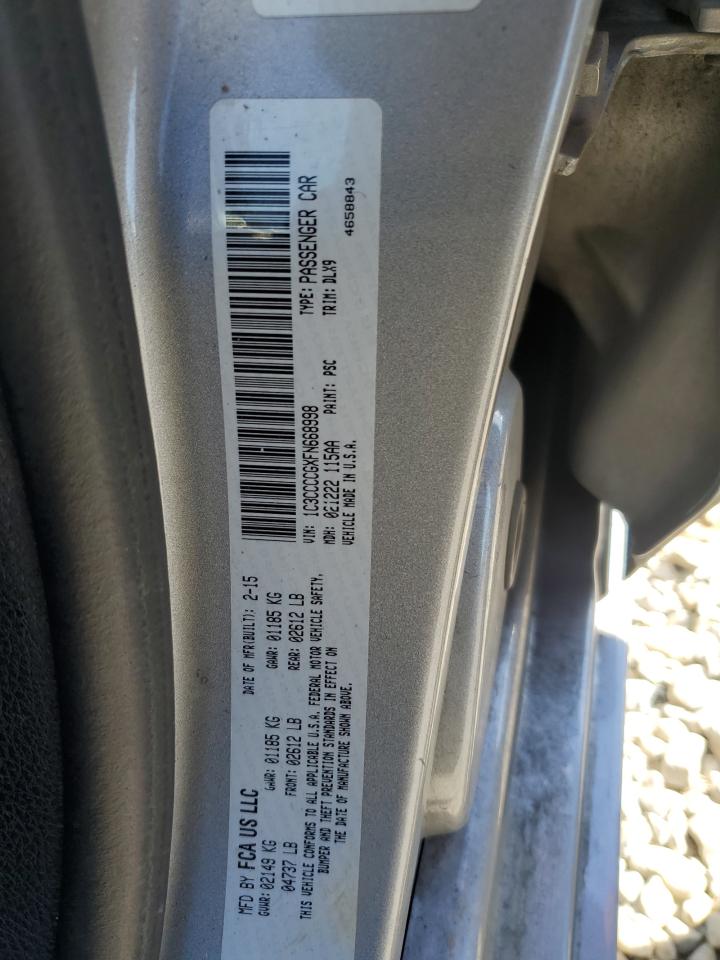 MFD BY FCA US LLC
DATE OF MFR(BUILT): 2-15
GVWR: 02149 KG
GAWR: 01185 KG
GAWR: 01185 KG
04737 LB
FRONT: 02612 LB
REAR: 02612 LB
THIS VEHICLE CONFORMS TO ALL APPLICABLE U.S.A. FEDERAL MOTOR VEHICLE SAFETY,
BUMPER AND THEFT PREVENTION STANDARDS IN EFFECT ON
THE DATE OF MANUFACTURE SHOWN ABOVE.
VIN: 1C3CCCCGXFN668998
TYPE: PASSENGER CAR
MDH: 021222 115AA
PAINT: PSC
TRIM: DLX9
VEHICLE MADE IN U.S.A.
4658843